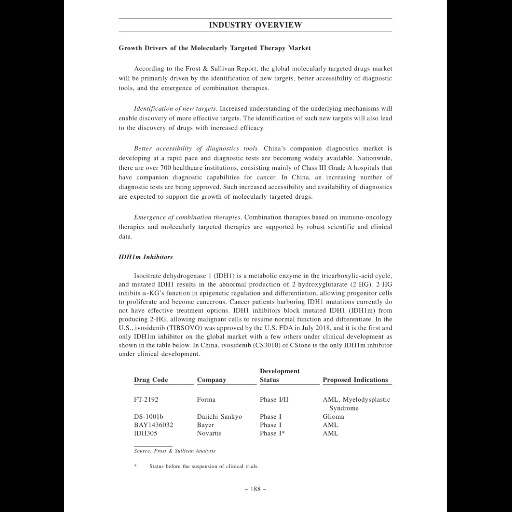 INDUSTRY OVERVIEW
Growth Drivers of the Molecularly Targeted Therapy Market
According to the Frost & Sullivan Report, the global molecularly targeted drugs market
will be primarily driven by the identification of new targets, better accessibility of diagnostic
tools, and the emergence of combination therapies.
Identification of new targets. Increased understanding of the underlying mechanisms will
enable discovery of more effective targets. The identification of such new targets will also lead
to the discovery of drugs with increased efficacy.
Better accessibility of diagnostics tools. China's companion diagnostics market is
developing at a rapid pace and diagnostic tests are becoming widely available. Nationwide,
there are over 700 healthcare institutions, consisting mainly of Class III Grade A hospitals that
have companion diagnostic capabilities for cancer. In China, an increasing number of
diagnostic tests are being approved. Such increased accessibility and availability of diagnostics
are expected to support the growth of molecularly targeted drugs.
Emergence of combination therapies. Combination therapies based on immuno-oncology
therapies and molecularly targeted therapies are supported by robust scientific and clinical
data.
IDH1m Inhibitors
Isocitrate dehydrogenase 1 (IDH1) is a metabolic enzyme in the tricarboxylic-acid cycle,
and mutated IDH1 results in the abnormal production of 2-hydroxyglutarate (2-HG). 2-HG
inhibits α-KG's function in epigenetic regulation and differentiation, allowing progenitor cells
to proliferate and become cancerous. Cancer patients harboring IDH1 mutations currently do
not have effective treatment options. IDH1 inhibitors block mutated IDH1 (IDH1m) from
producing 2-HG, allowing malignant cells to resume normal function and differentiate. In the
U.S., ivosidenib (TIBSOVO) was approved by the U.S. FDA in July 2018, and it is the first and
only IDH1m inhibitor on the global market with a few others under clinical development as
shown in the table below. In China, ivosidenib (CS3010) of CStone is the only IDH1m inhibitor
under clinical development.
Drug Code Company Development Status Proposed Indications
FT-2192 Forma Phase I/II AML, Myelodysplastic
Syndrome
DS-1001b Daiichi Sankyo Phase I Glioma
BAY1436032 Bayer Phase I AML
IDH305 Novartis Phase I* AML
Source: Frost & Sullivan Analysis
* Status before the suspension of clinical trials
– 188 –